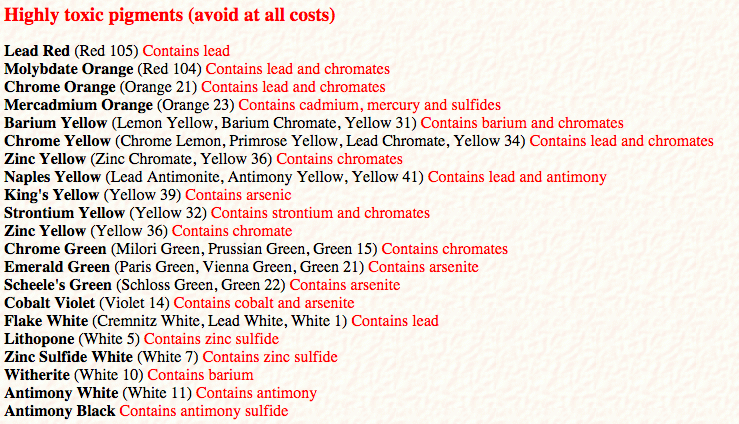 Highly toxic pigments (avoid at all costs)
Lead Red (Red 105) Contains lead
Molybdate Orange (Red 104) Contains lead and chromates
Chrome Orange (Orange 21) Contains lead and chromates
Mercadmium Orange (Orange 23) Contains cadmium, mercury and sulfides
Barium Yellow (Lemon Yellow, Barium Chromate, Yellow 31) Contains barium and chromates
Chrome Yellow (Chrome Lemon, Primrose Yellow, Lead Chromate, Yellow 34) Contains lead and chromates
Zinc Yellow (Zinc Chromate, Yellow 36) Contains chromates
Naples Yellow (Lead Antimonite, Antimony Yellow, Yellow 41) Contains lead and antimony
King's Yellow (Yellow 39) Contains arsenic
Strontium Yellow (Yellow 32) Contains strontium and chromates
Zinc Yellow (Yellow 36) Contains chromate
Chrome Green (Milori Green, Prussian Green, Green 15) Contains chromates
Emerald Green (Paris Green, Vienna Green, Green 21) Contains arsenite
Scheele's Green (Schloss Green, Green 22) Contains arsenite
Cobalt Violet (Violet 14) Contains cobalt and arsenite
Flake White (Cremnitz White, Lead White, White 1) Contains lead
Lithopone (White 5) Contains zinc sulfide
Zinc Sulfide White (White 7) Contains zinc sulfide
Witherite (White 10) Contains barium
Antimony White (White 11) Contains antimony
Antimony Black Contains antimony sulfide